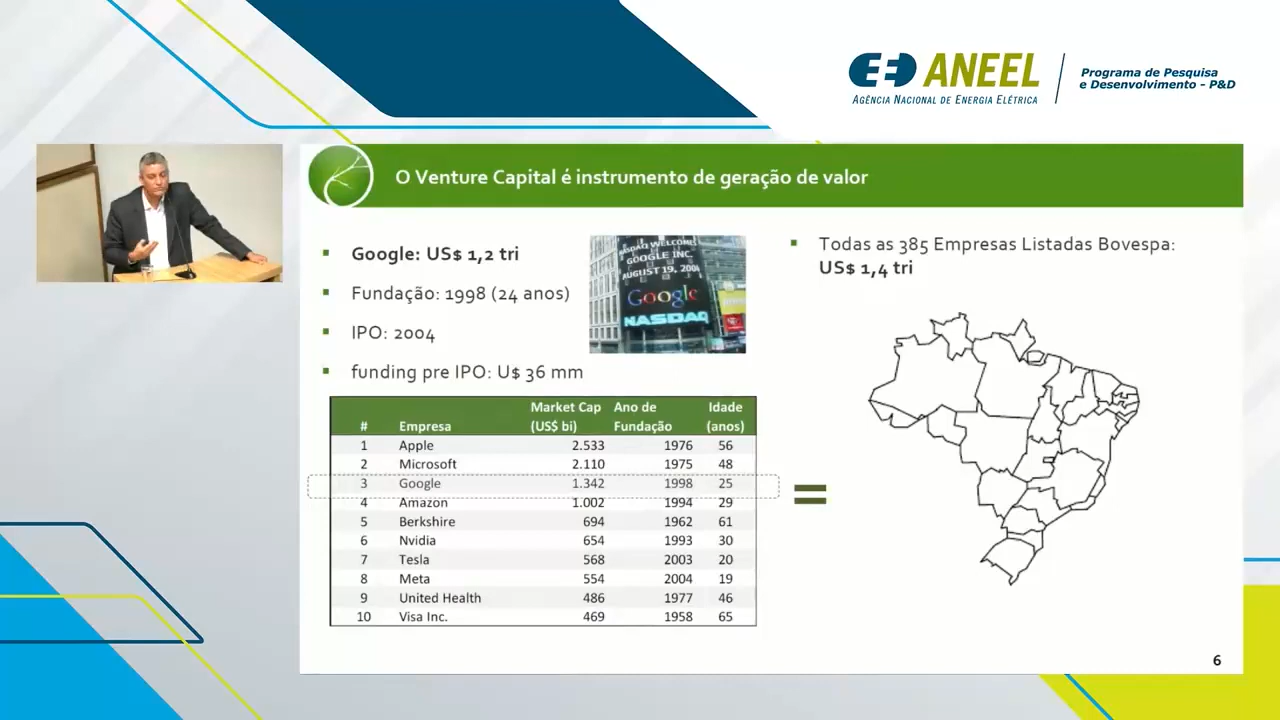 ANEEL
AGÊNCIA NACIONAL DE ENERGIA ELÉTRICA
Programa de Pesquisa
e Desenvolvimento - P&D
O Venture Capital é instrumento de geração de valor
Google: US$ 1,2 tri
Fundação: 1998 (24 anos)
IPO: 2004
funding pre IPO: U$ 36 mm
NASDAQ WELCOMES
GOOGLE INC.
AUGUST 19, 200
Google
NASDAQ
Todas as 385 Empresas Listadas Bovespa:
US$ 1,4 tri
# Empresa Market Cap (US$ bi) Ano de Fundação Idade (anos)
1 Apple 2.533 1976 56
2 Microsoft 2.110 1975 48
3 Google 1.342 1998 25
4 Amazon 1.002 1994 29
5 Berkshire 694 1962 61
6 Nvidia 654 1993 30
7 Tesla 568 2003 20
8 Meta 554 2004 19
9 United Health 486 1977 46
10 Visa Inc. 469 1958 65
=
6